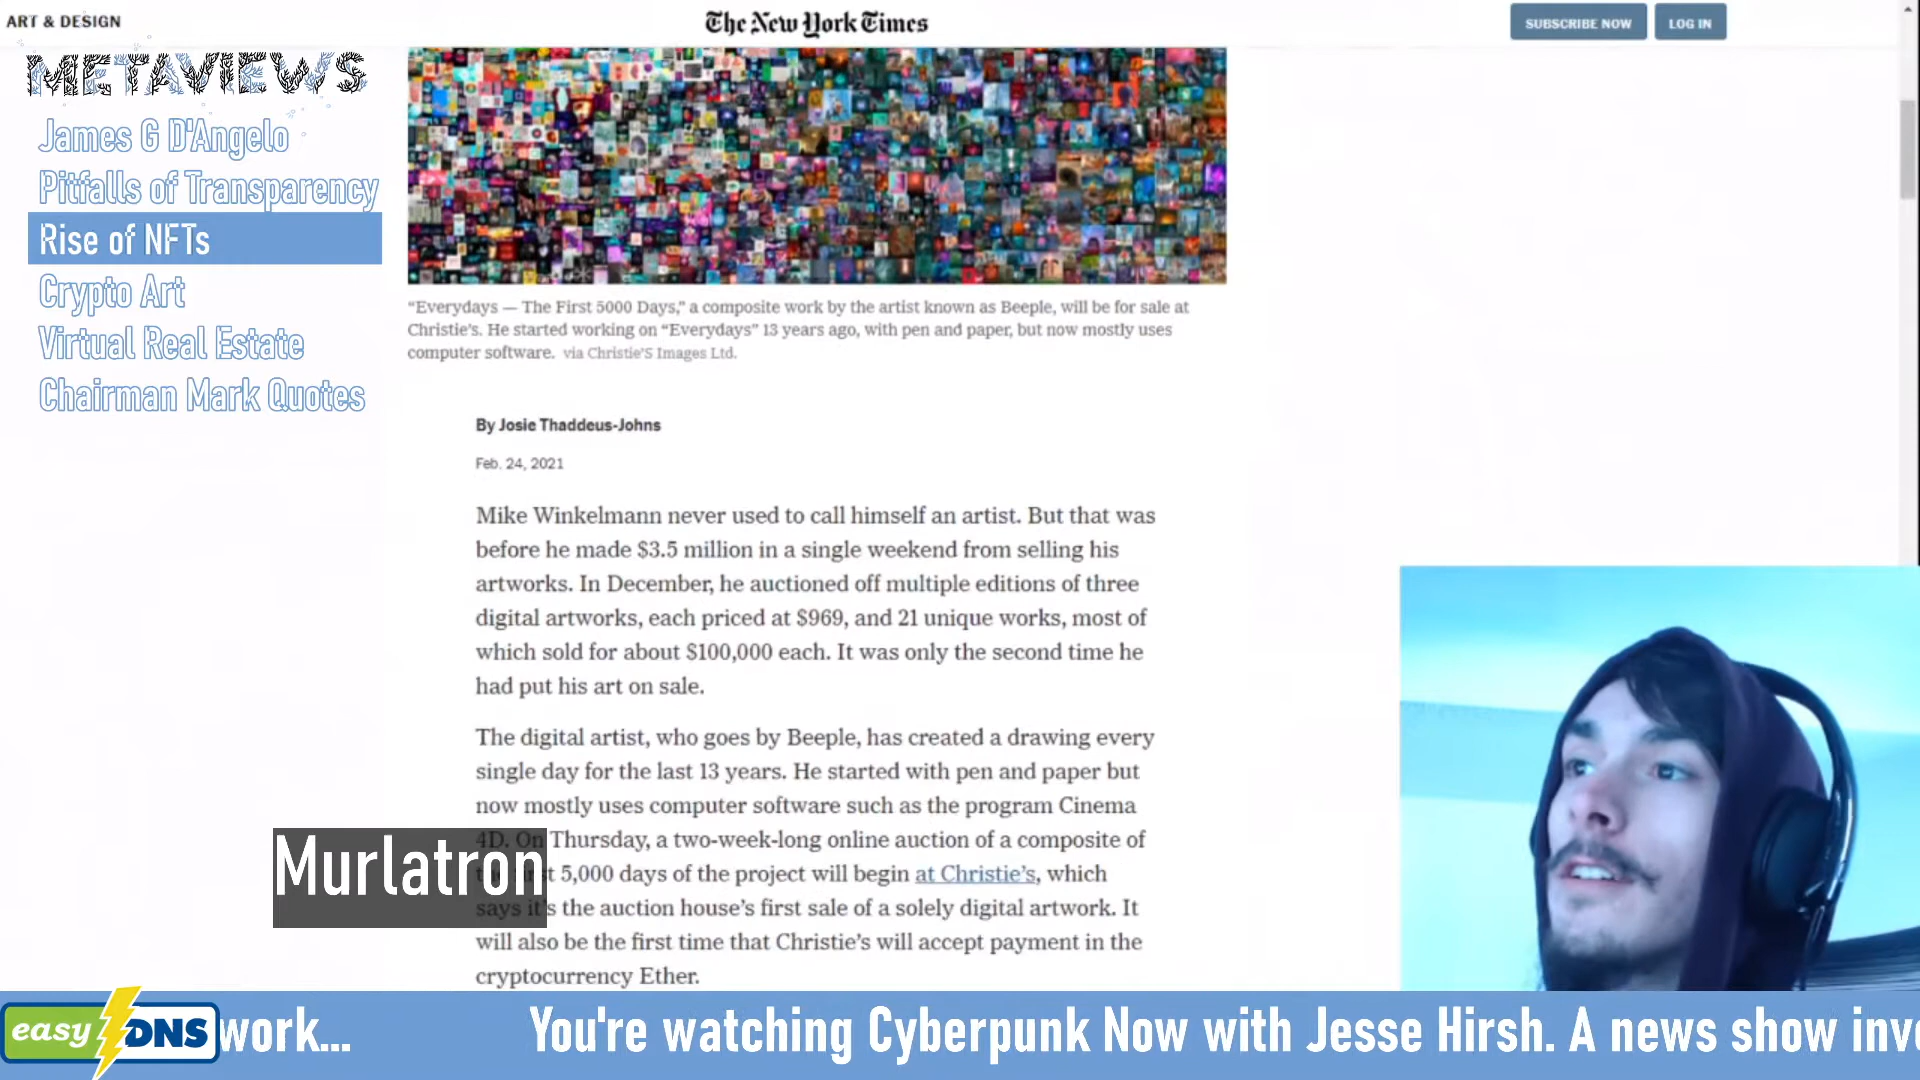 ART & DESIGN
The New York Times
SUBSCRIBE NOW
LOG IN
METAVIEWS
James G D'Angelo
Pitfalls of Transparency
Rise of NFTs
Crypto Art
Virtual Real Estate
Chairman Mark Quotes
“Everydays — The First 5000 Days,” a composite work by the artist known as Beeple, will be for sale at
Christie’s. He started working on “Everydays” 13 years ago, with pen and paper, but now mostly uses
computer software. via Christie’S Images Ltd.
By Josie Thaddeus-Johns
Feb. 24, 2021
Mike Winkelmann never used to call himself an artist. But that was
before he made $3.5 million in a single weekend from selling his
artworks. In December, he auctioned off multiple editions of three
digital artworks, each priced at $969, and 21 unique works, most of
which sold for about $100,000 each. It was only the second time he
had put his art on sale.
The digital artist, who goes by Beeple, has created a drawing every
single day for the last 13 years. He started with pen and paper but
now mostly uses computer software such as the program Cinema
4D. On Thursday, a two-week-long online auction of a composite of
the first 5,000 days of the project will begin at Christie’s, which
says it’s the auction house’s first sale of a solely digital artwork. It
will also be the first time that Christie’s will accept payment in the
cryptocurrency Ether.
Murlatron
easy DNS
work... You're watching Cyberpunk Now with Jesse Hirsh. A news show inv